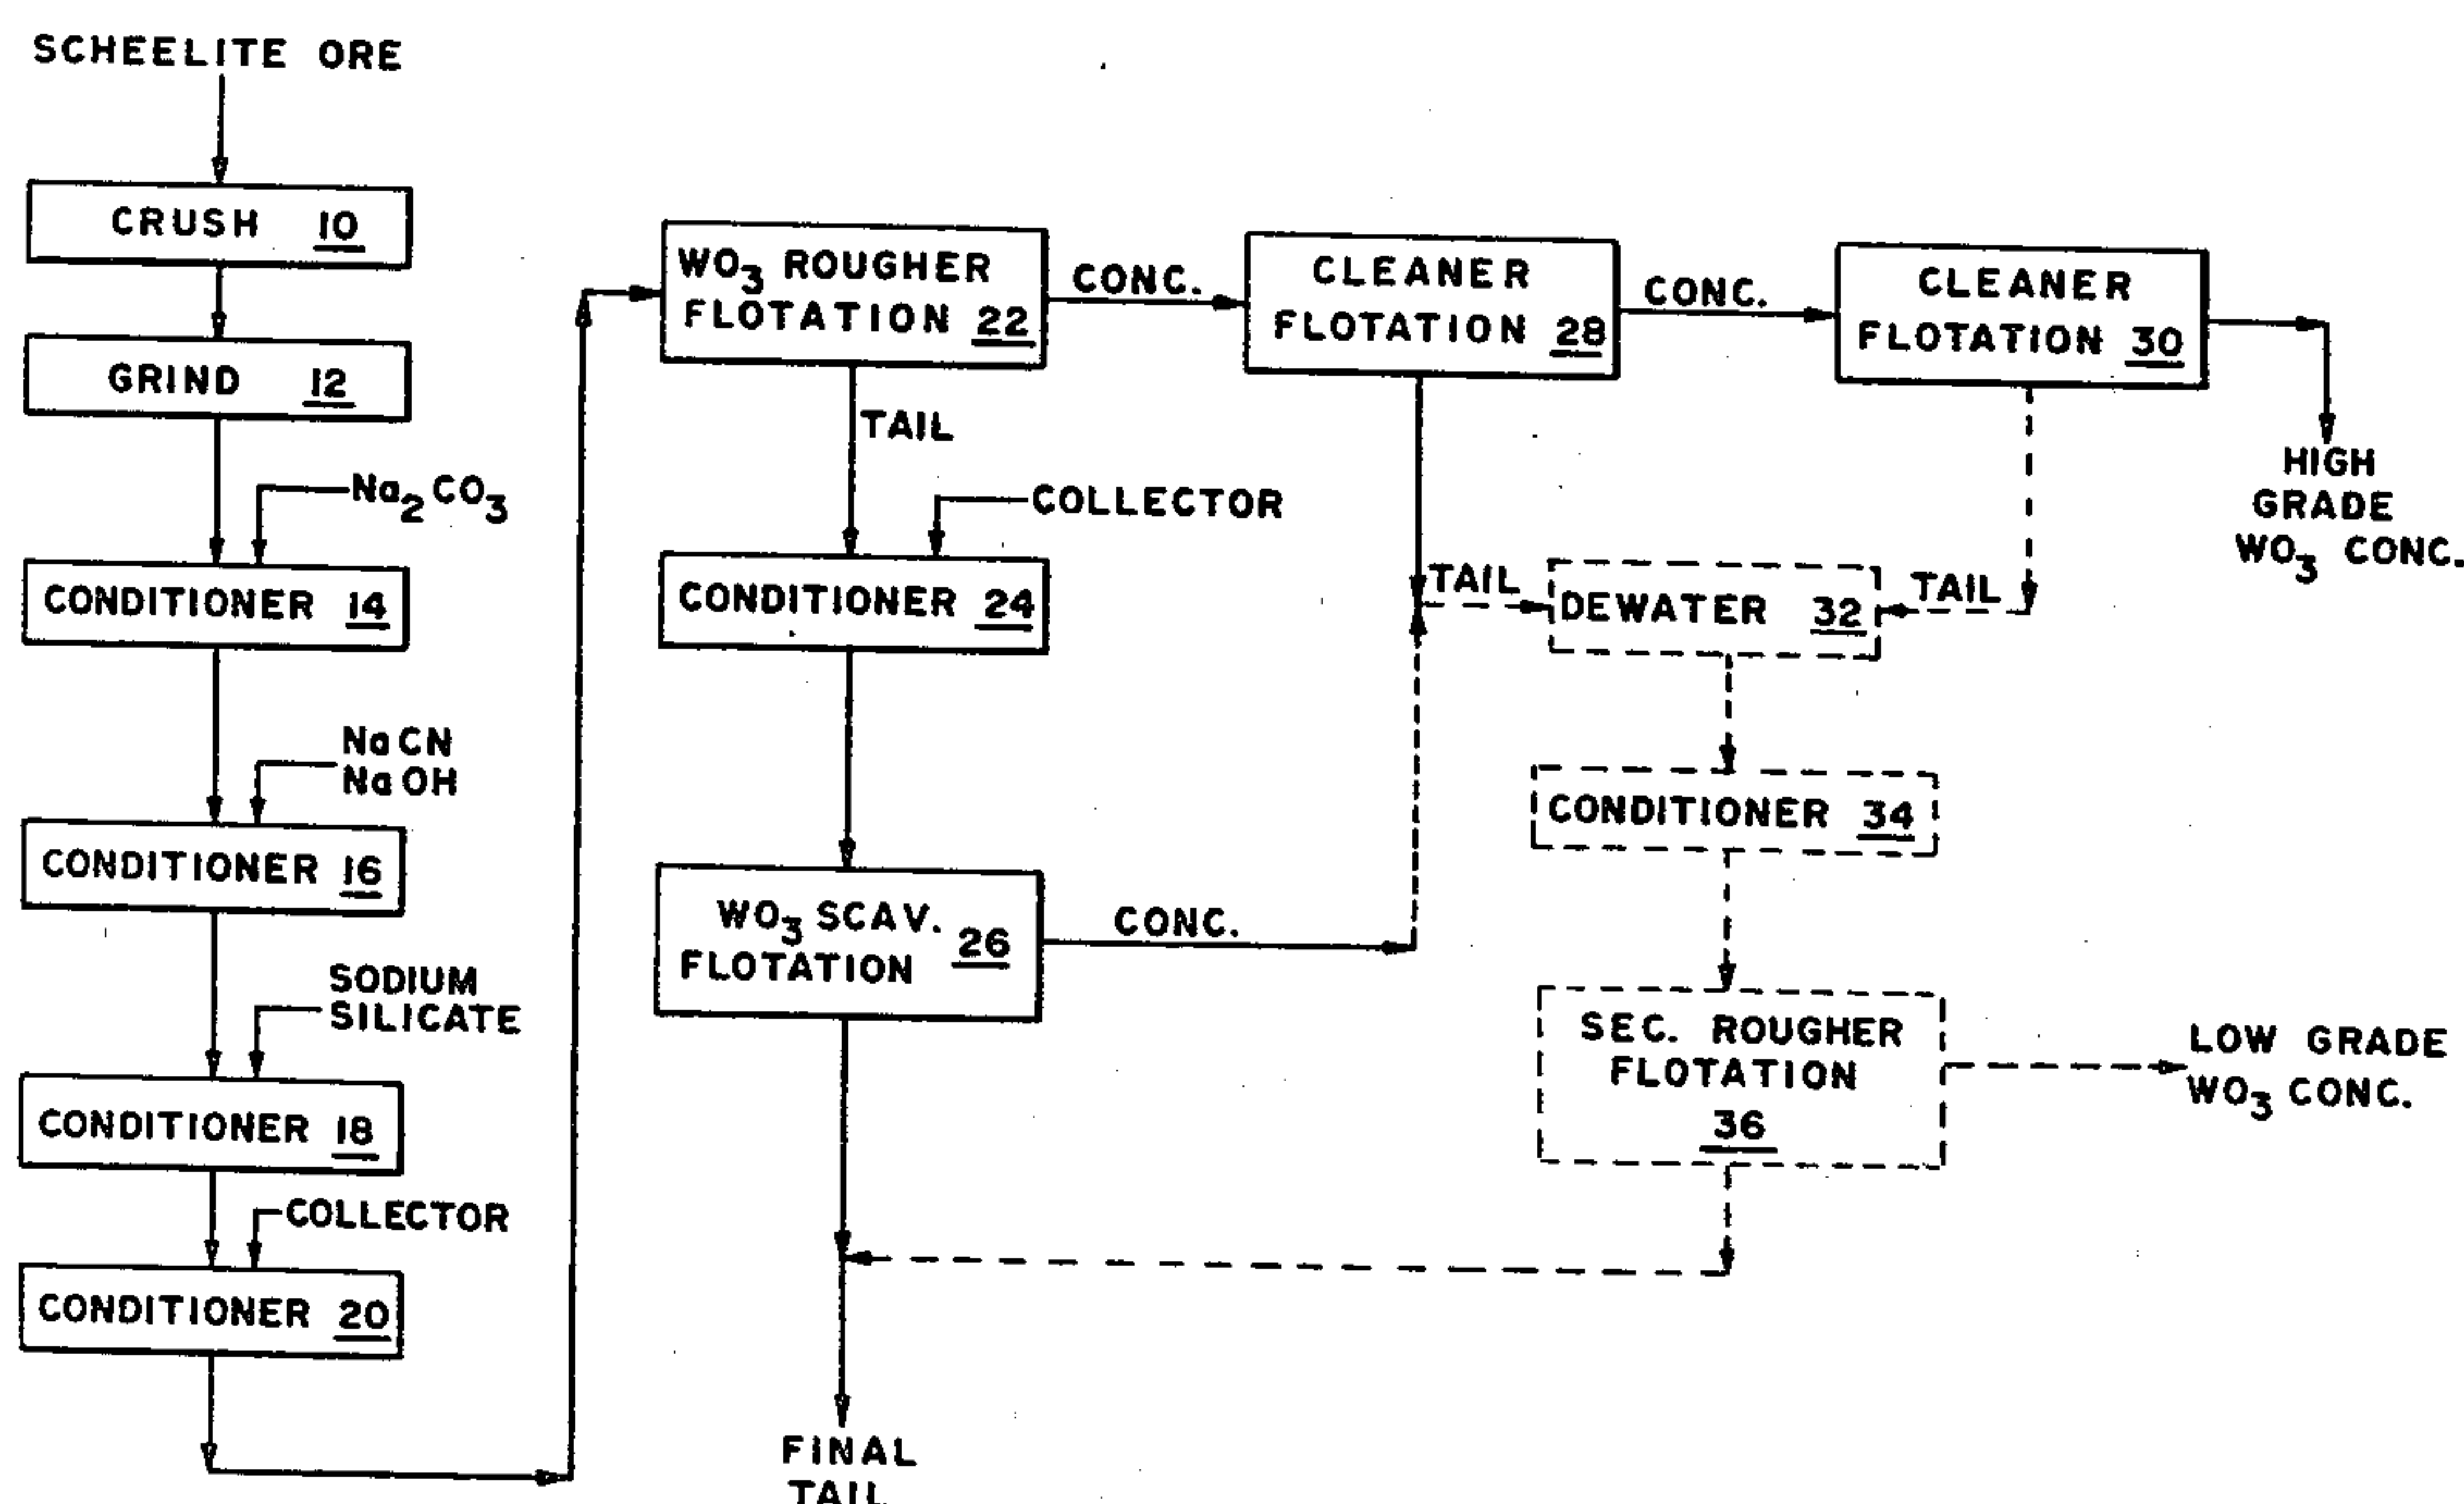 SCHEELITE ORE
CRUSH 10
GRIND 12
Na2CO3
CONDITIONER 14
NaCN
NaOH
CONDITIONER 16
SODIUM
SILICATE
CONDITIONER 18
COLLECTOR
CONDITIONER 20
WO3 ROUGHER
FLOTATION 22
CONC.
TAIL
COLLECTOR
CONDITIONER 24
WO3 SCAV.
FLOTATION 26
CONC.
FINAL
TAIL
CLEANER
FLOTATION 28
CONC.
CLEANER
FLOTATION 30
HIGH
GRADE
WO3 CONC.
TAIL
DEWATER 32
TAIL
CONDITIONER 34
SEC. ROUGHER
FLOTATION
36
LOW GRADE
WO3 CONC.